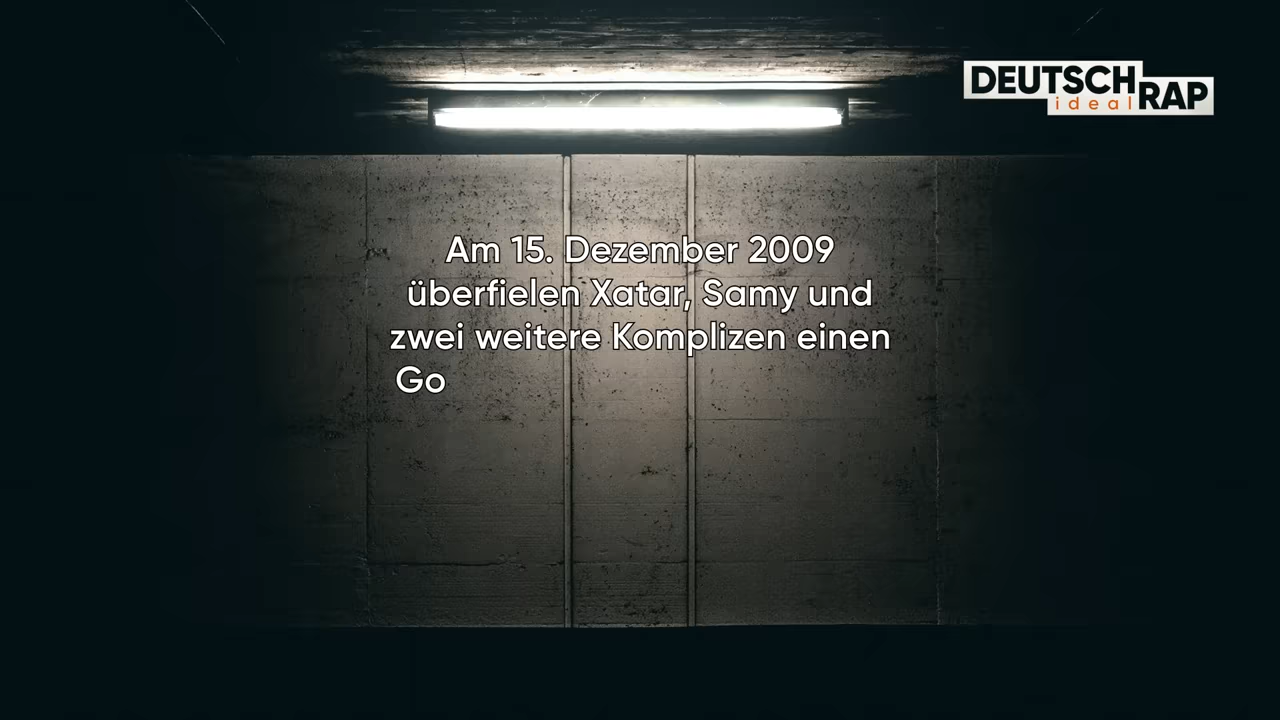 DEUTSCH
ideal RAP
Am 15. Dezember 2009
überfielen Xatar, Samy und
zwei weitere Komplizen einen
Go